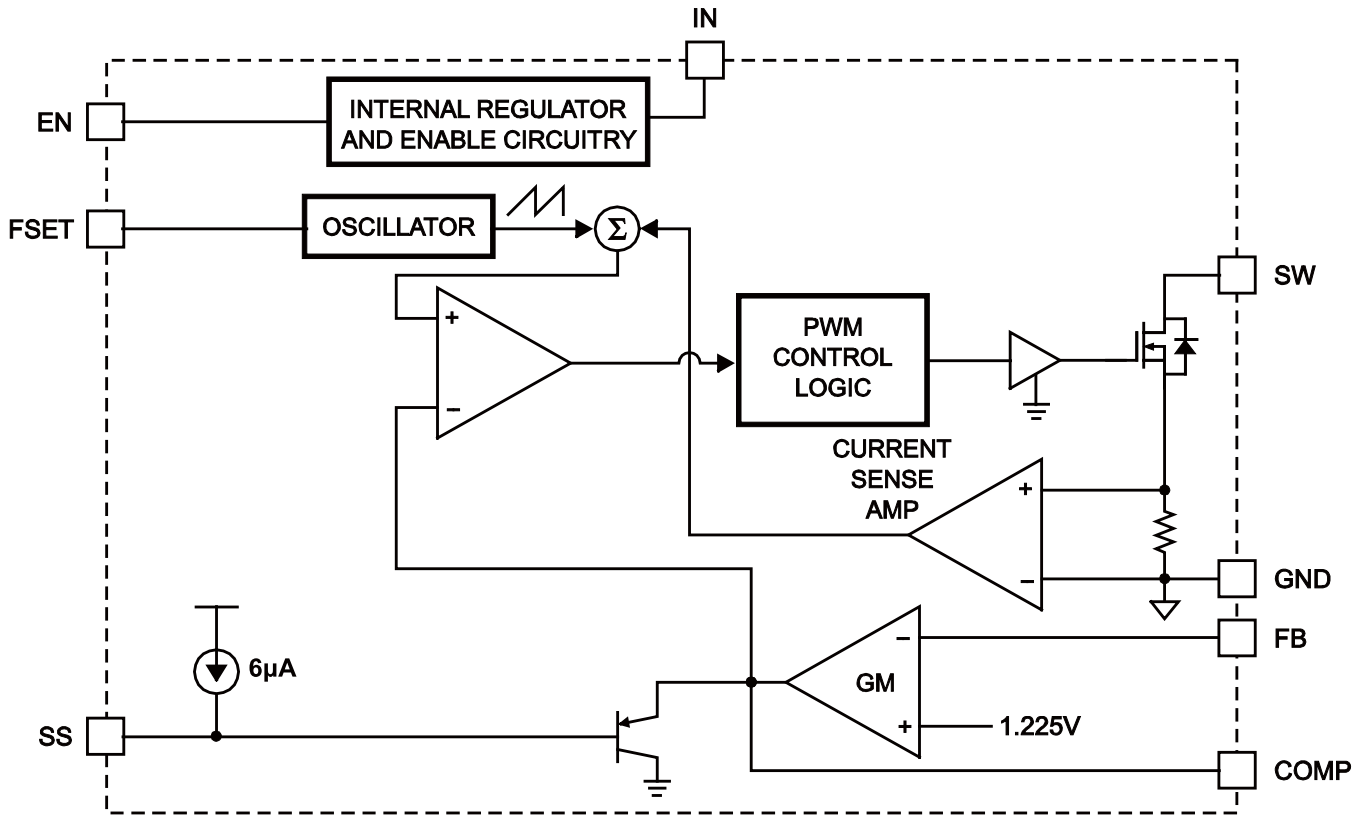 IN
EN
INTERNAL REGULATOR
AND ENABLE CIRCUITRY
FSET
OSCILLATOR
Σ
SW
+
PWM
CONTROL
LOGIC
−
CURRENT
SENSE
AMP
+
−
GND
FB
−
6µA
GM
SS
+
1.225V
COMP